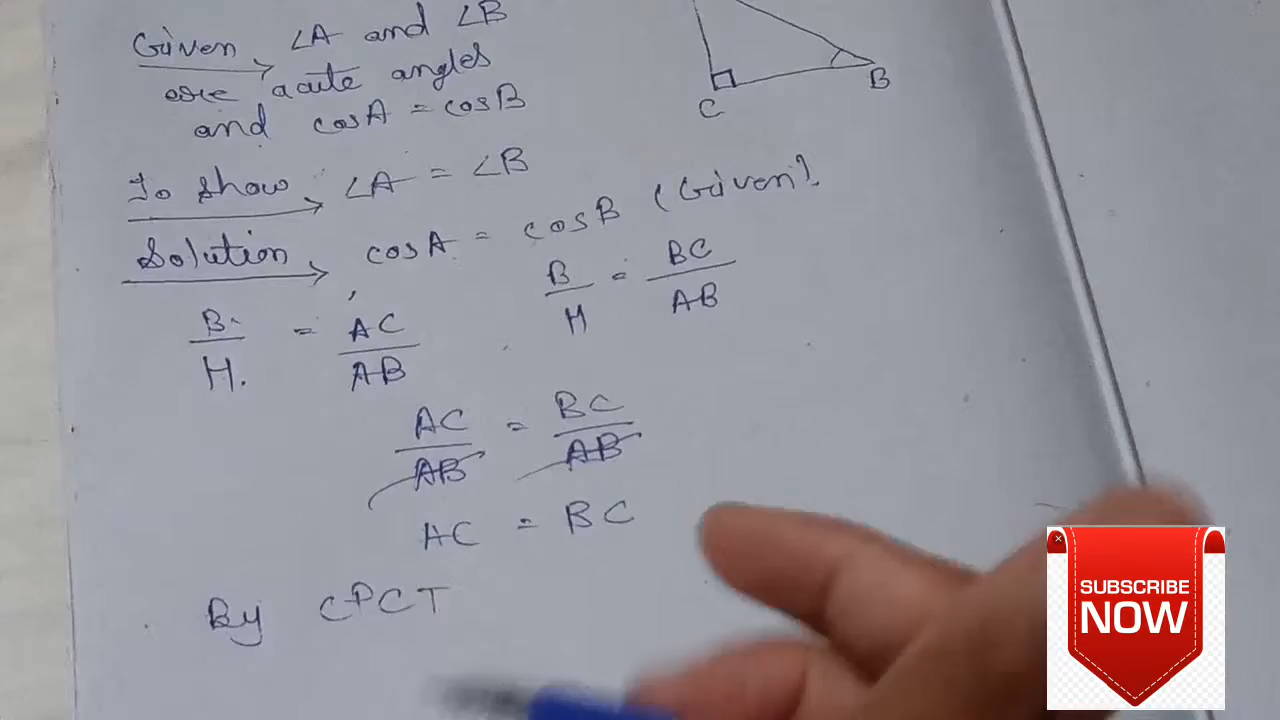 Given ∠A and ∠B
are acute angles
and cosA = cosB
To show ∠A = ∠B
Solution cosA = cosB (Given)
B/H = AC/AB
B/H = BC/AB
AC/AB = BC/AB
AC = BC
By CPCT
C
B
SUBSCRIBE
NOW